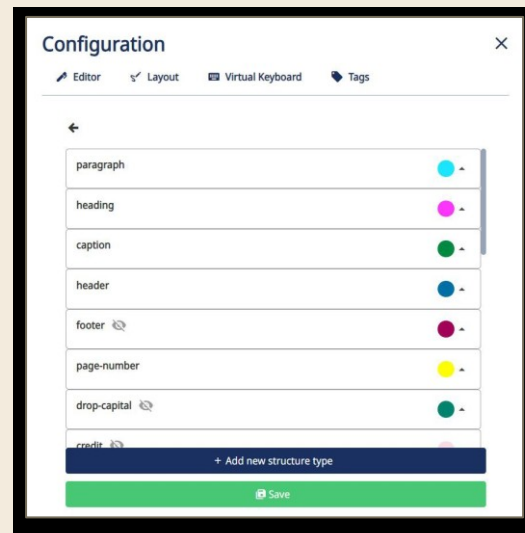 Configuration
Editor Layout Virtual Keyboard Tags
paragraph
heading
caption
header
footer
page-number
drop-capital
credit
+ Add new structure type
Save